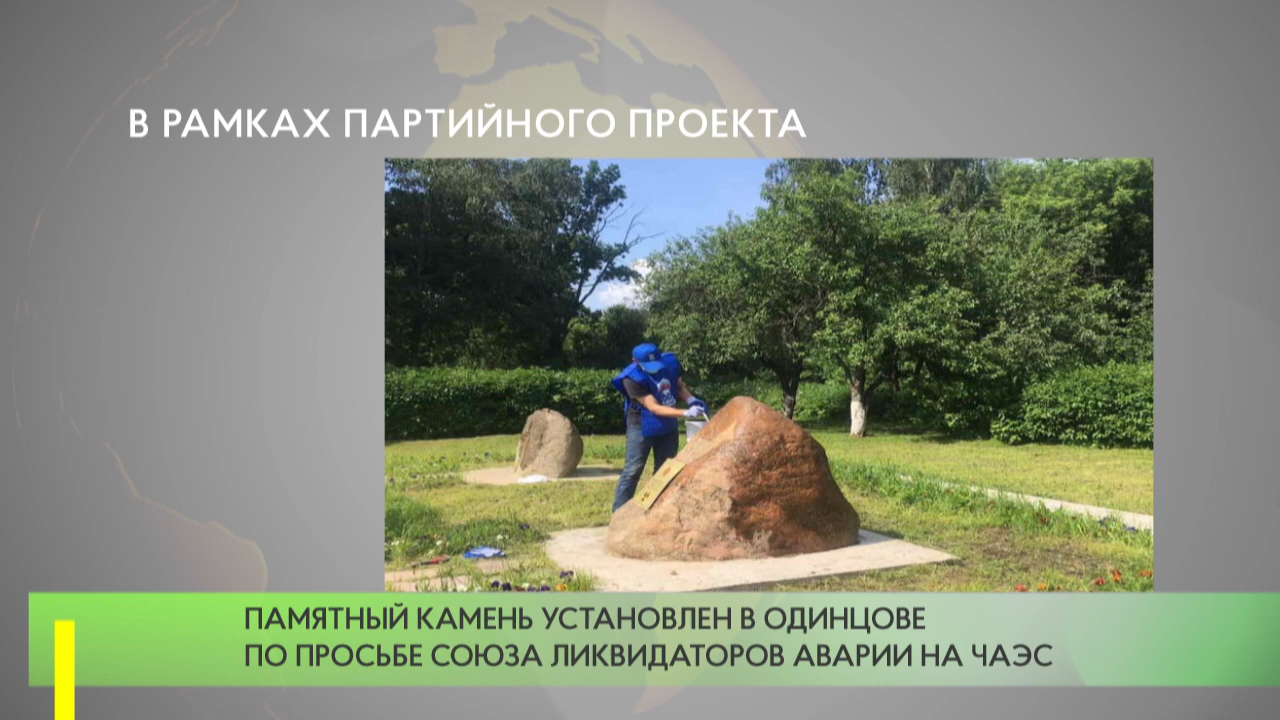 В РАМКАХ ПАРТИЙНОГО ПРОЕКТА
ПАМЯТНЫЙ КАМЕНЬ УСТАНОВЛЕН В ОДИНЦОВЕ
ПО ПРОСЬБЕ СОЮЗА ЛИКВИДАТОРОВ АВАРИИ НА ЧАЭС